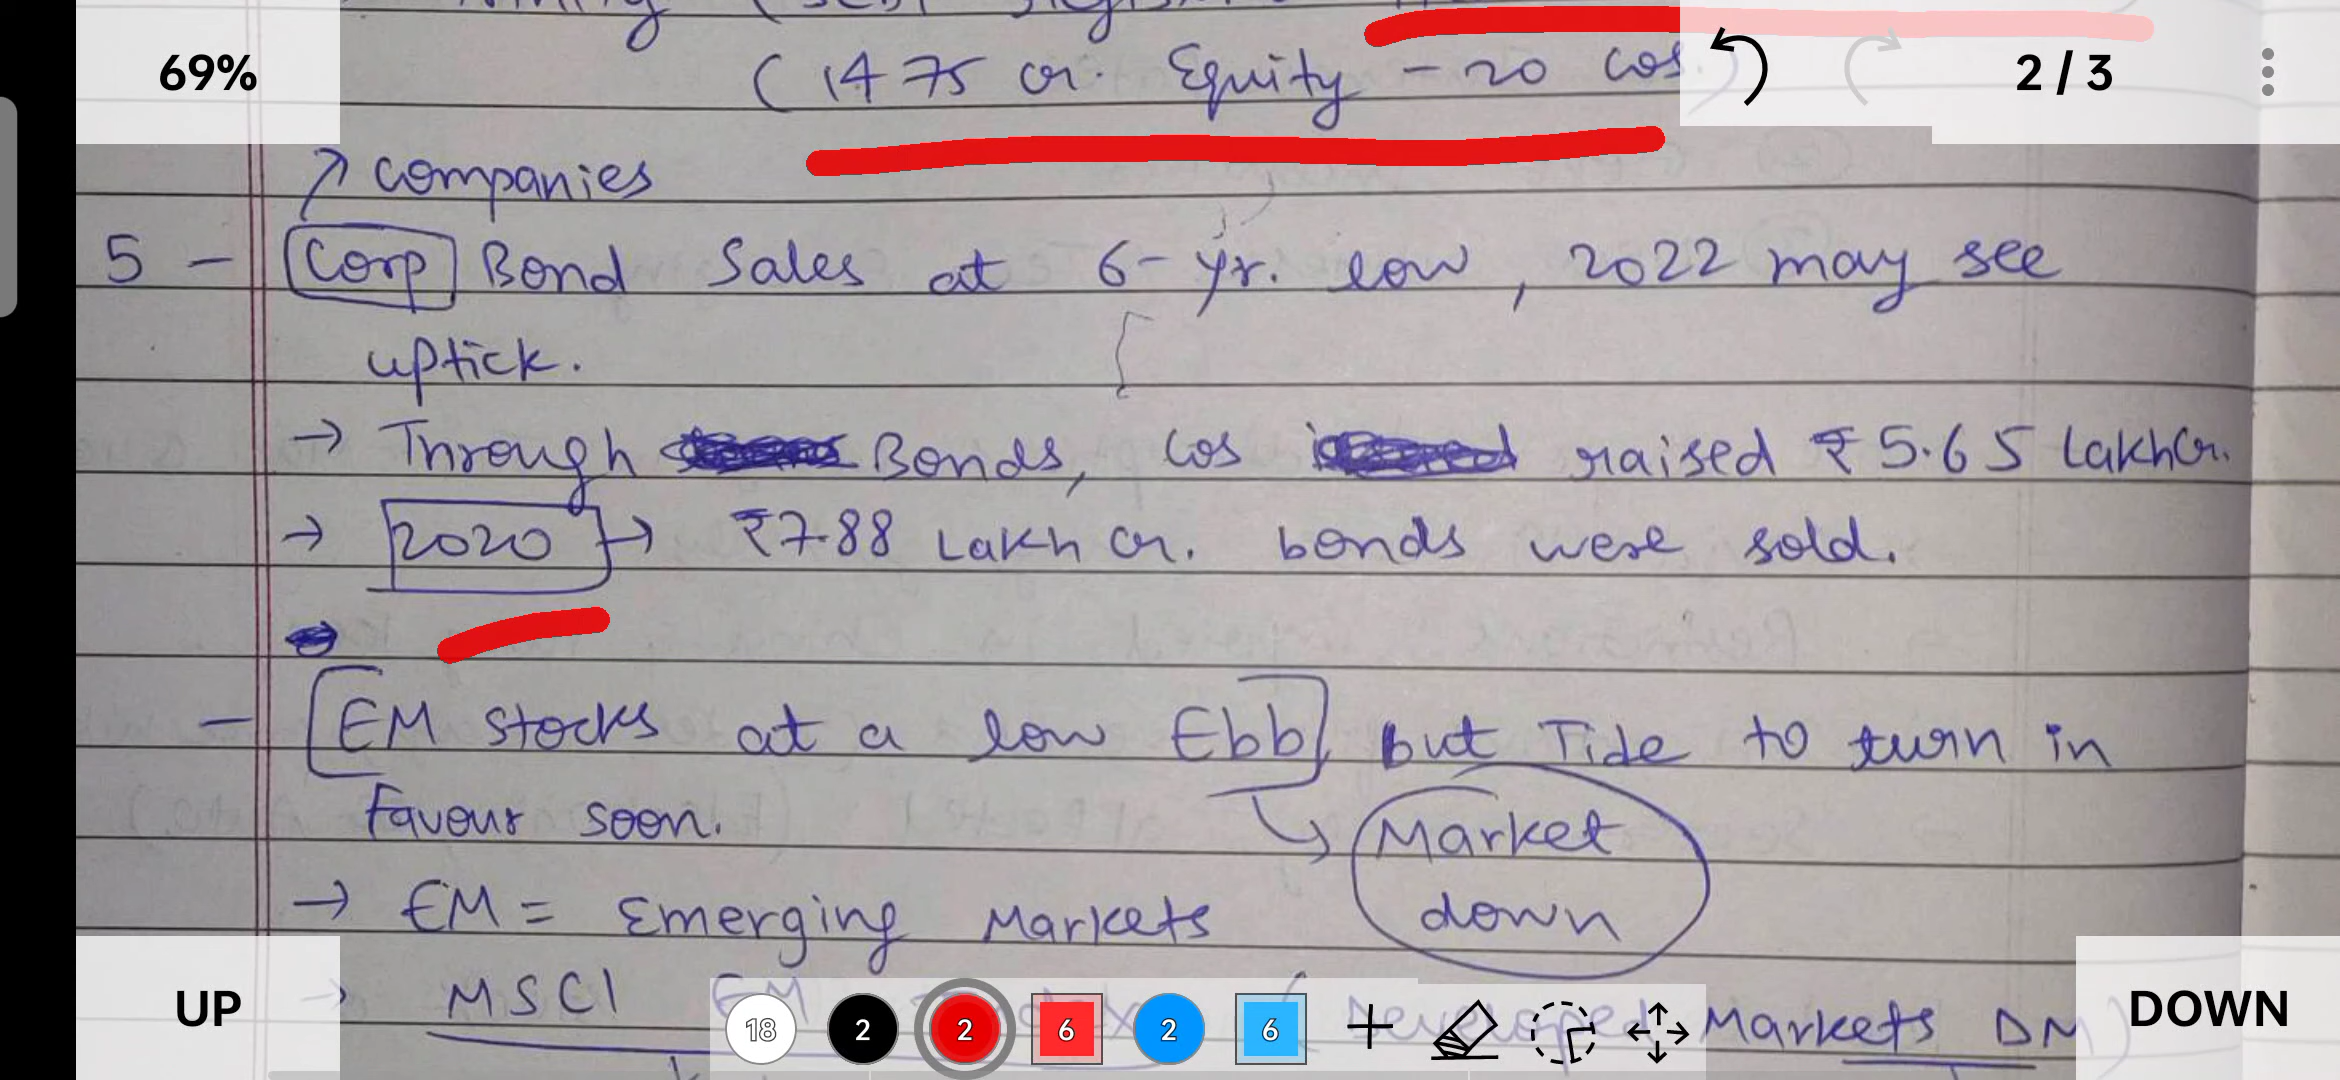 69%
2 / 3
(1475 cr. Equity - 20 cos.)
companies
5 - Corp Bond Sales at 6-yr. low, 2022 may see
uptick.
→ Through Bonds, cos raised ₹5.65 Lakh Cr.
→ 2020 → ₹7.88 Lakh cr. bonds were sold.
- [EM stocks at a low Ebb], but Tide to turn in
favour soon.
Market
down
→ EM = Emerging Markets
→ MSCI EM Index (Developed Markets DM)
UP
DOWN
18
2
2
6
2
6